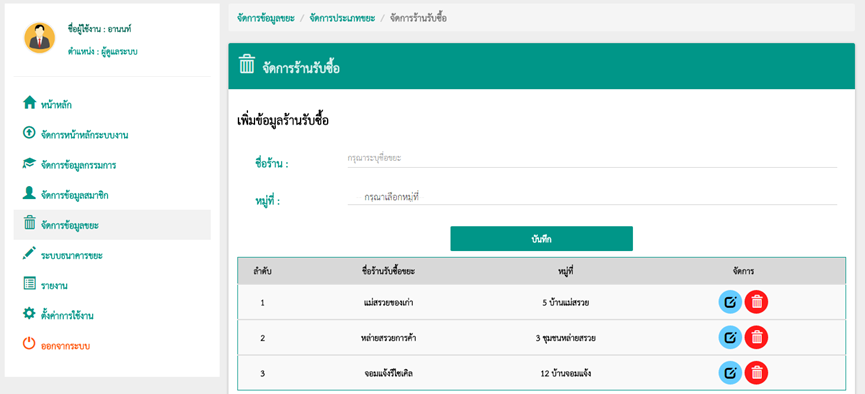 ชื่อผู้ใช้งาน : อานนท์
ตำแหน่ง : ผู้ดูแลระบบ
หน้าหลัก
จัดการหน้าหลักระบบงาน
จัดการข้อมูลกรรมการ
จัดการข้อมูลสมาชิก
จัดการข้อมูลขยะ
ระบบธนาคารขยะ
รายงาน
ตั้งค่าการใช้งาน
ออกจากระบบ
จัดการข้อมูลขยะ / จัดการประเภทขยะ / จัดการร้านรับซื้อ
จัดการร้านรับซื้อ
เพิ่มข้อมูลร้านรับซื้อ
ชื่อร้าน : กรุณาระบุชื่อขยะ
หมู่ที่ : กรุณาเลือกหมู่ที่
บันทึก
ลำดับ ชื่อร้านรับซื้อขยะ หมู่ที่ จัดการ
1 แม่สรวยของเก่า 5 บ้านแม่สรวย
2 หล่ายสรวยการค้า 3 ชุมชนหล่ายสรวย
3 จอมแจ้งรีไซเคิล 12 บ้านจอมแจ้ง